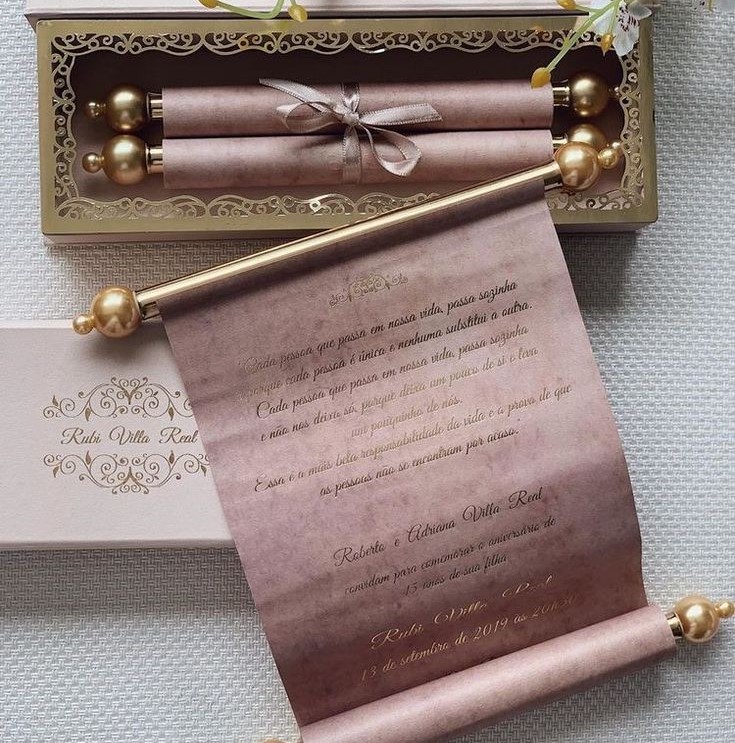 "Cada pessoa que passa em nossa vida, passa sozinha
porque cada pessoa é única e nenhuma substitui a outra.
Cada pessoa que passa em nossa vida, passa sozinha
e não nos deixa só, porque deixa um pouco de si e leva
um pouquinho de nós.
Essa é a mais bela responsabilidade da vida e a prova de que
as pessoas não se encontram por acaso."
Roberto e Adriana Villa Real
convidam para comemorar o aniversário de
15 anos de sua filha
Rubi Villa Real
13 de setembro de 2019 às 20h30
Rubi Villa Real